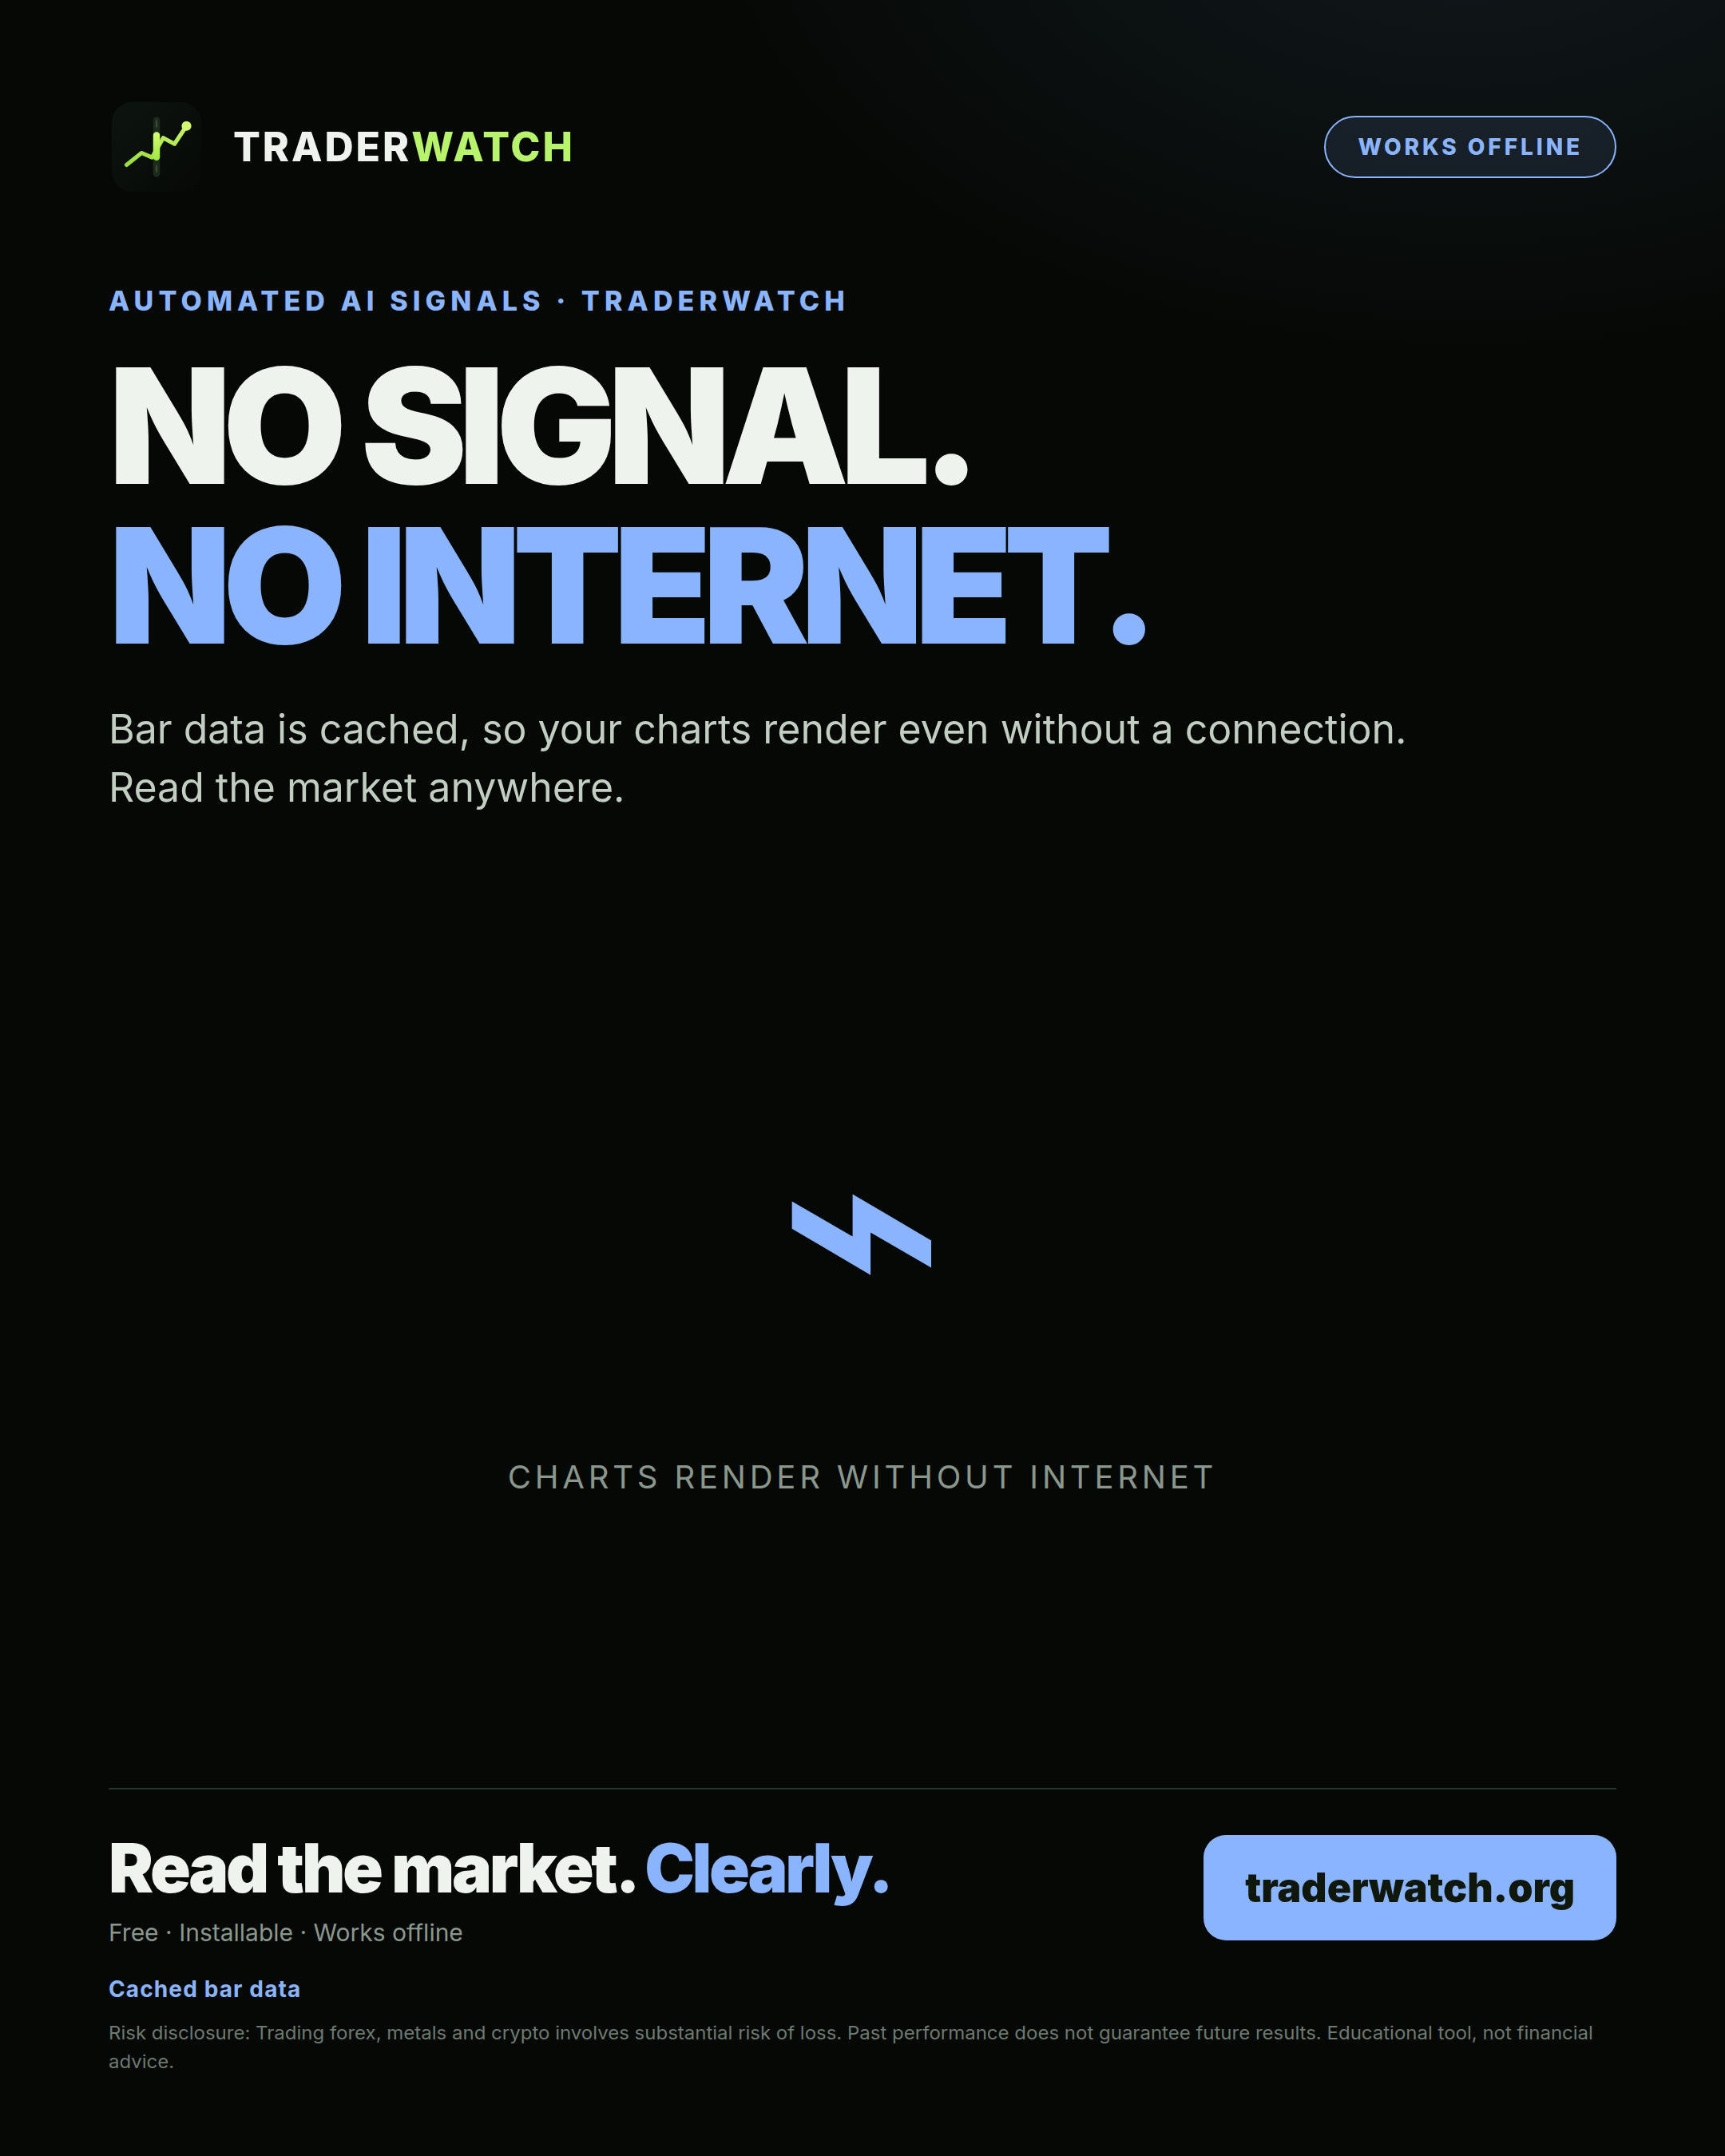 TRADERWATCH
WORKS OFFLINE
AUTOMATED AI SIGNALS · TRADERWATCH
NO SIGNAL.
NO INTERNET.
Bar data is cached, so your charts render even without a connection.
Read the market anywhere.
CHARTS RENDER WITHOUT INTERNET
Read the market. Clearly.
traderwatch.org
Free · Installable · Works offline
Cached bar data
Risk disclosure: Trading forex, metals and crypto involves substantial risk of loss. Past performance does not guarantee future results. Educational tool, not financial
advice.